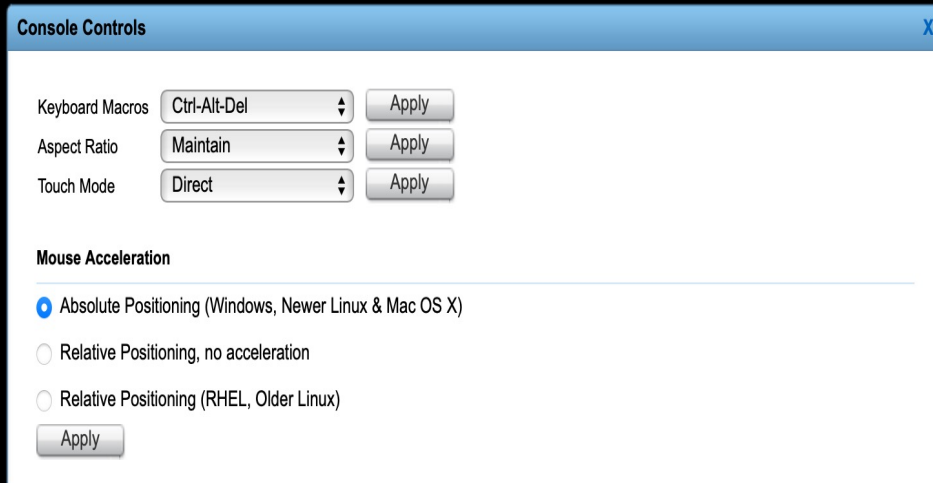 Console Controls X
Keyboard Macros Ctrl-Alt-Del Apply
Aspect Ratio Maintain Apply
Touch Mode Direct Apply
Mouse Acceleration
Absolute Positioning (Windows, Newer Linux & Mac OS X)
Relative Positioning, no acceleration
Relative Positioning (RHEL, Older Linux)
Apply